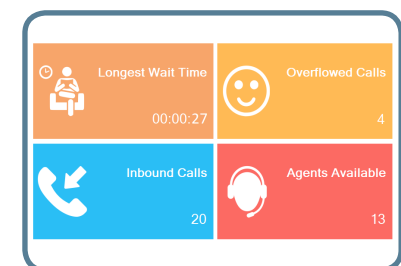 Longest Wait Time
00:00:27
Overflowed Calls
4
Inbound Calls
20
Agents Available
13